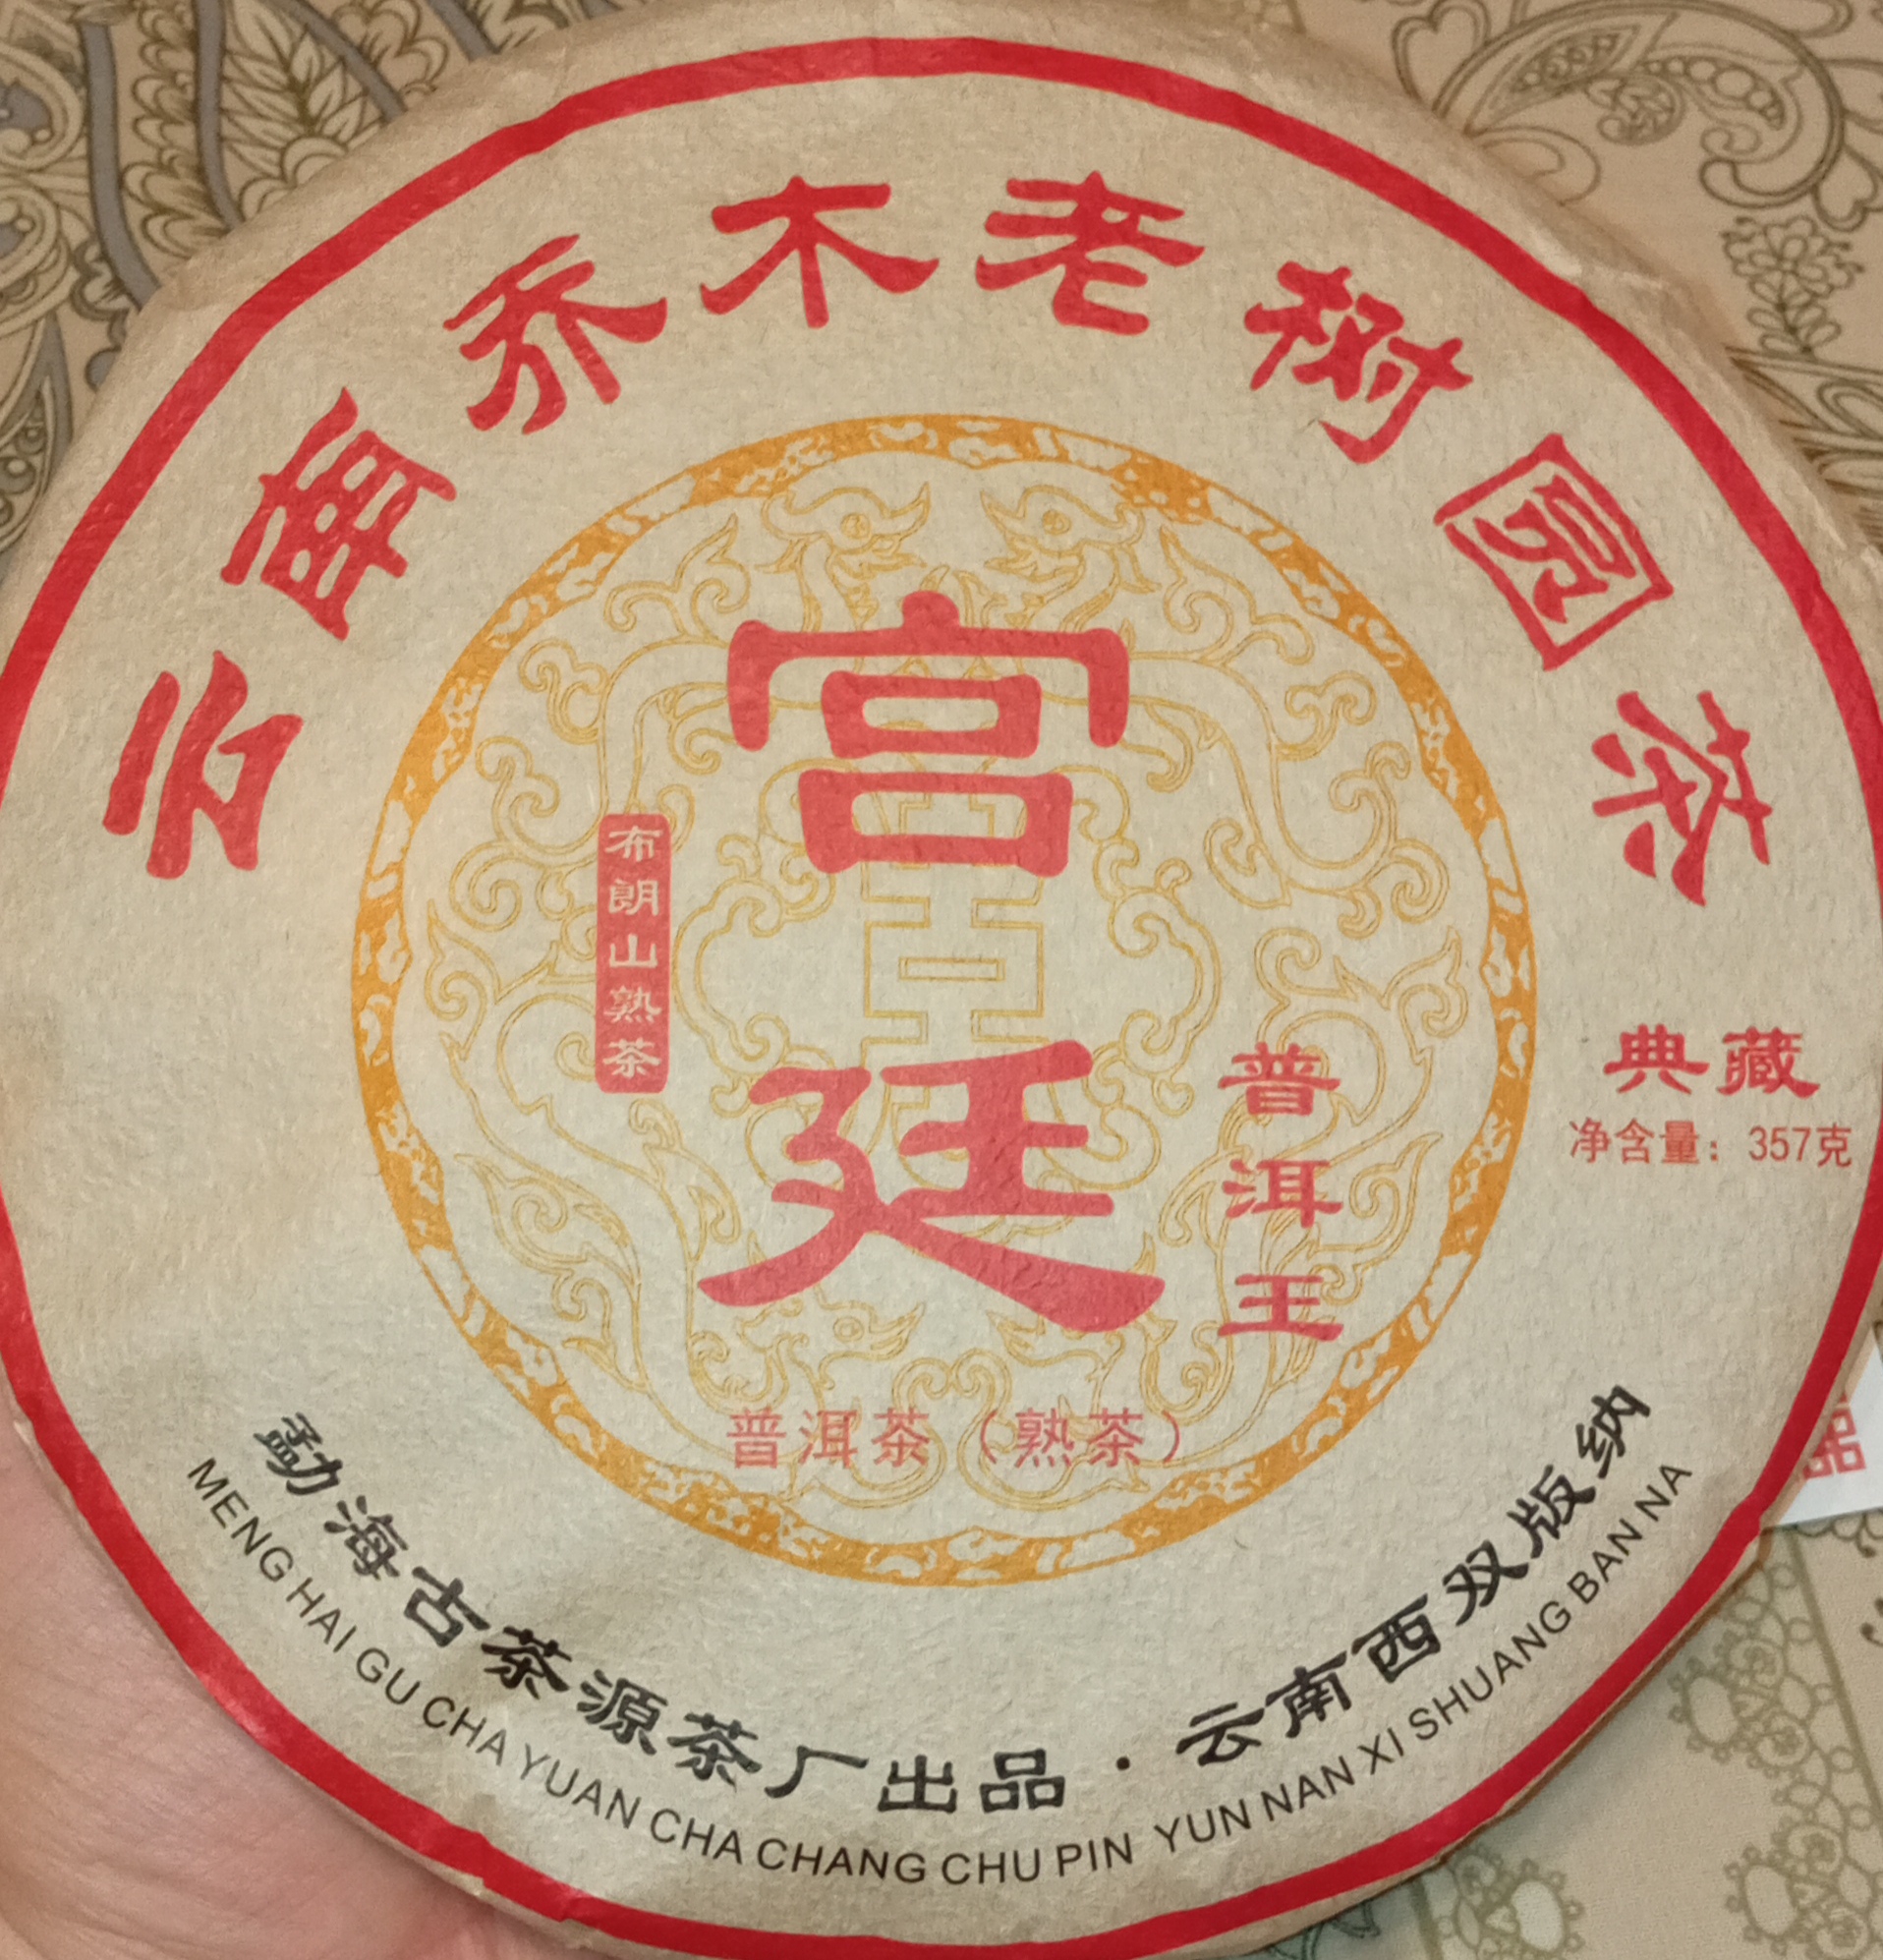 云南乔木老树圆茶
宫廷
布朗山熟茶
普洱王
典藏
净含量：357克
普洱茶（熟茶）
勐海古茶源茶厂出品·云南西双版纳
MENG HAI GU CHA YUAN CHA CHANG CHU PIN YUN NAN XI SHUANG BAN NA